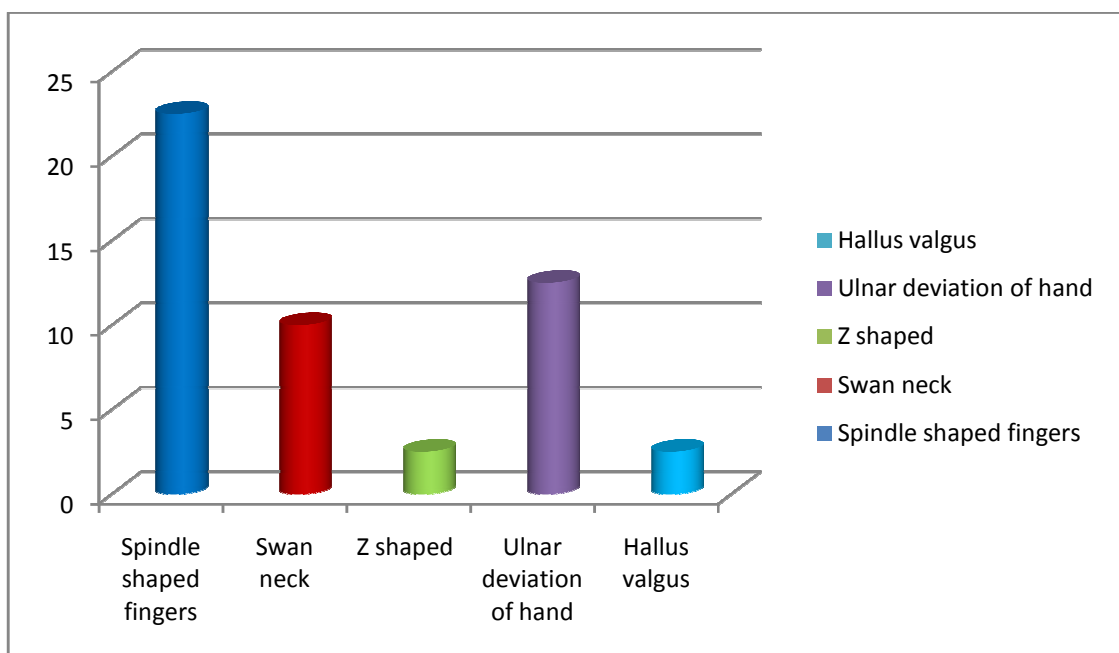 25
20
15
10
5
0
Spindle
shaped
fingers
Swan
neck
Z shaped
Ulnar
deviation
of hand
Hallus
valgus
Hallus valgus
Ulnar deviation of hand
Z shaped
Swan neck
Spindle shaped fingers